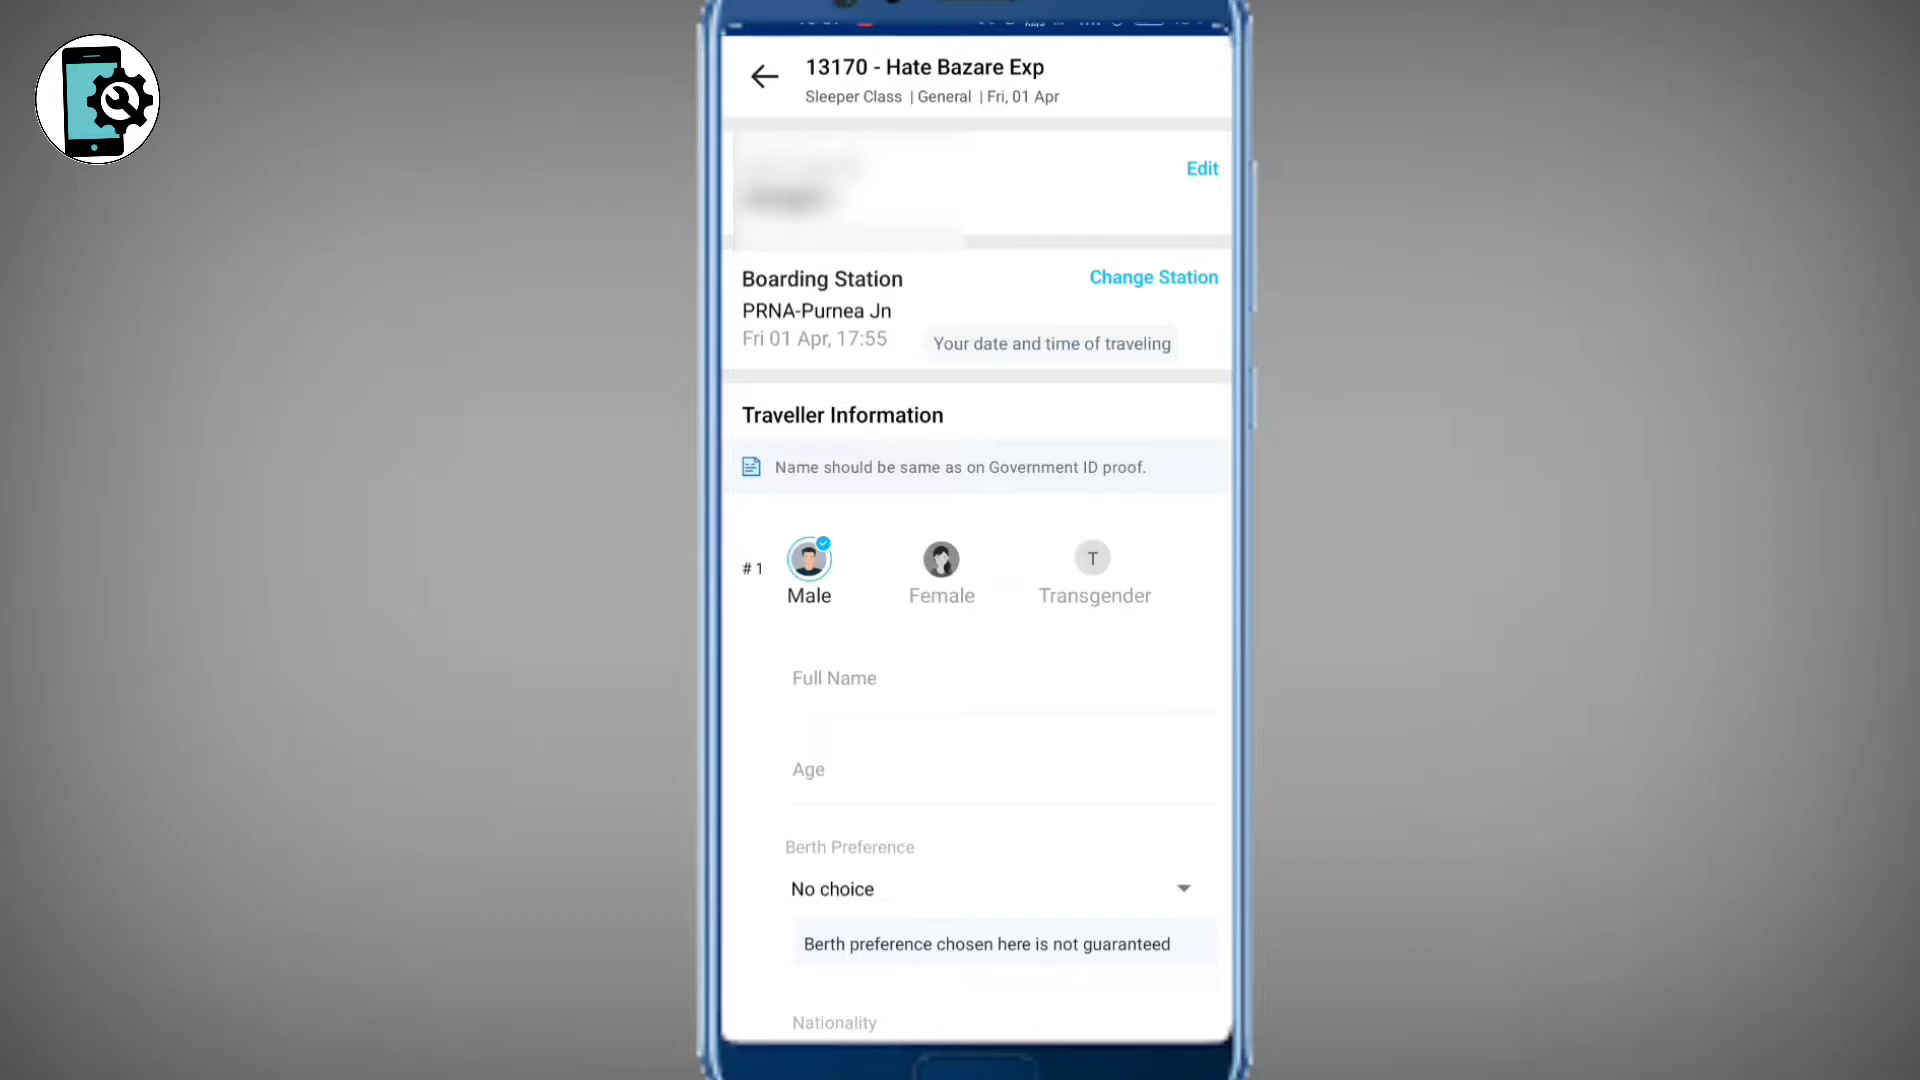 13170 - Hate Bazare Exp
Sleeper Class | General | Fri, 01 Apr
Edit
Boarding Station
Change Station
PRNA-Purnea Jn
Fri 01 Apr, 17:55
Your date and time of traveling
Traveller Information
Name should be same as on Government ID proof.
# 1
T
Male
Female
Transgender
Full Name
Age
Berth Preference
No choice
Berth preference chosen here is not guaranteed
Nationality